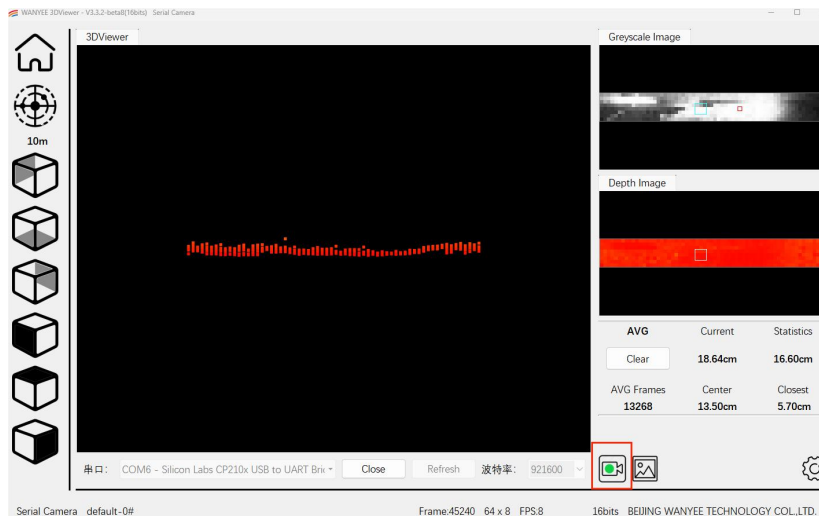 WANYEE 3DViewer - V3.3.2-beta8(16bits) Serial Camera
3DViewer
Greyscale Image
10m
Depth Image
AVG Current Statistics
Clear 18.64cm 16.60cm
AVG Frames Center Closest
13268 13.50cm 5.70cm
串口: COM6 - Silicon Labs CP210x USB to UART Bric Close Refresh 波特率: 921600
Serial Camera default-0# Frame:45240 64 x 8 FPS:8 16bits BEIJING WANYEE TECHNOLOGY COL.,LTD.